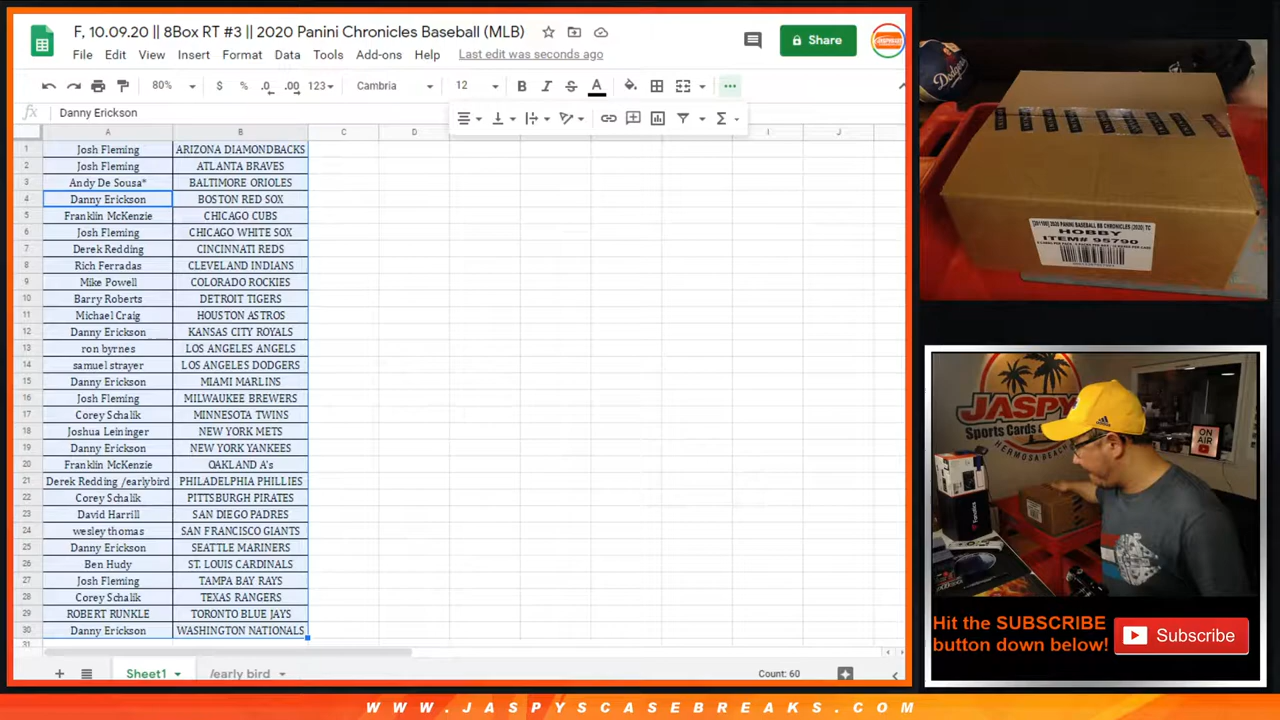 F, 10.09.20 || 8Box RT #3 || 2020 Panini Chronicles Baseball (MLB)
File Edit View Insert Format Data Tools Add-ons Help Last edit was seconds ago
Share
80% $ % .0 .00 123 Cambria 12 B I S A
fx Danny Erickson
A B C D E F G H I J
1 Josh Fleming ARIZONA DIAMONDBACKS
2 Josh Fleming ATLANTA BRAVES
3 Andy De Sousa* BALTIMORE ORIOLES
4 Danny Erickson BOSTON RED SOX
5 Franklin McKenzie CHICAGO CUBS
6 Josh Fleming CHICAGO WHITE SOX
7 Derek Redding CINCINNATI REDS
8 Rich Ferradas CLEVELAND INDIANS
9 Mike Powell COLORADO ROCKIES
10 Barry Roberts DETROIT TIGERS
11 Michael Craig HOUSTON ASTROS
12 Danny Erickson KANSAS CITY ROYALS
13 ron byrnes LOS ANGELES ANGELS
14 samuel strayer LOS ANGELES DODGERS
15 Danny Erickson MIAMI MARLINS
16 Josh Fleming MILWAUKEE BREWERS
17 Corey Schalik MINNESOTA TWINS
18 Joshua Leininger NEW YORK METS
19 Danny Erickson NEW YORK YANKEES
20 Franklin McKenzie OAKLAND A's
21 Derek Redding /earlybird PHILADELPHIA PHILLIES
22 Corey Schalik PITTSBURGH PIRATES
23 David Harrill SAN DIEGO PADRES
24 wesley thomas SAN FRANCISCO GIANTS
25 Danny Erickson SEATTLE MARINERS
26 Ben Hudy ST. LOUIS CARDINALS
27 Josh Fleming TAMPA BAY RAYS
28 Corey Schalik TEXAS RANGERS
29 ROBERT RUNKLE TORONTO BLUE JAYS
30 Danny Erickson WASHINGTON NATIONALS
31
Sheet1 /early bird Count: 60
Dodgers
HOBBY
ITEM# 95790
JASPY
Sports Cards &
HERMOSA BEACH
ON AIR
Fanatics
Hit the SUBSCRIBE
button down below!
Subscribe
WWW.JASPYSCASEBREAKS.COM